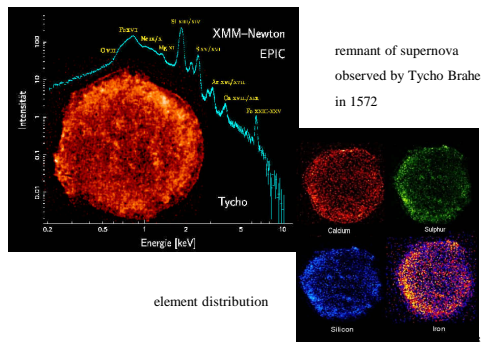 Si XIII/XIV
Fe XVII
XMM–Newton
Ne IX/X
Mg XI
EPIC
O VIII
S XV/XVI
Ar XVII/XVIII
Ca XVIII/XIX
Fe XXIII-XXV
Intensität
100
10
1
0.1
0.01
Tycho
0.2
0.5
1
2
5
10
Energie [keV]
remnant of supernova
observed by Tycho Brahe
in 1572
Calcium
Sulphur
Silicon
Iron
element distribution